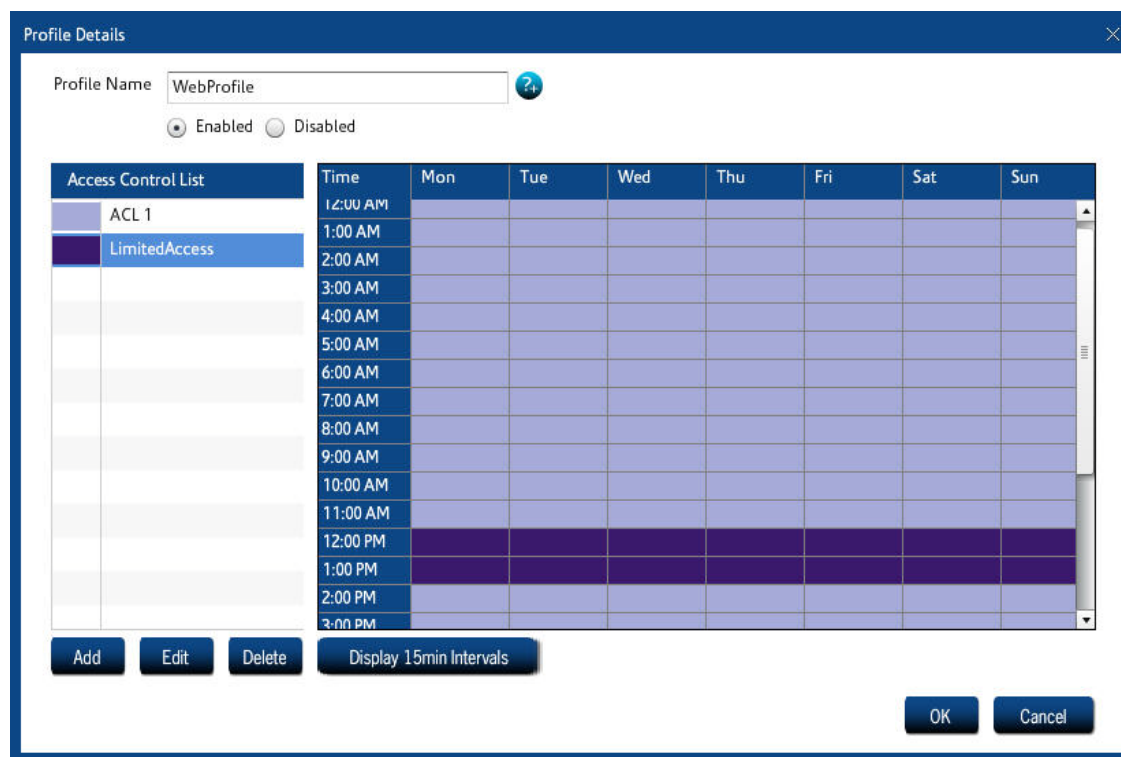 Profile Details
Profile Name WebProfile ?+
Enabled Disabled
Access Control List
ACL 1
LimitedAccess
Time Mon Tue Wed Thu Fri Sat Sun
12:00 AM
1:00 AM
2:00 AM
3:00 AM
4:00 AM
5:00 AM
6:00 AM
7:00 AM
8:00 AM
9:00 AM
10:00 AM
11:00 AM
12:00 PM
1:00 PM
2:00 PM
3:00 PM
Add Edit Delete Display 15min Intervals
OK Cancel